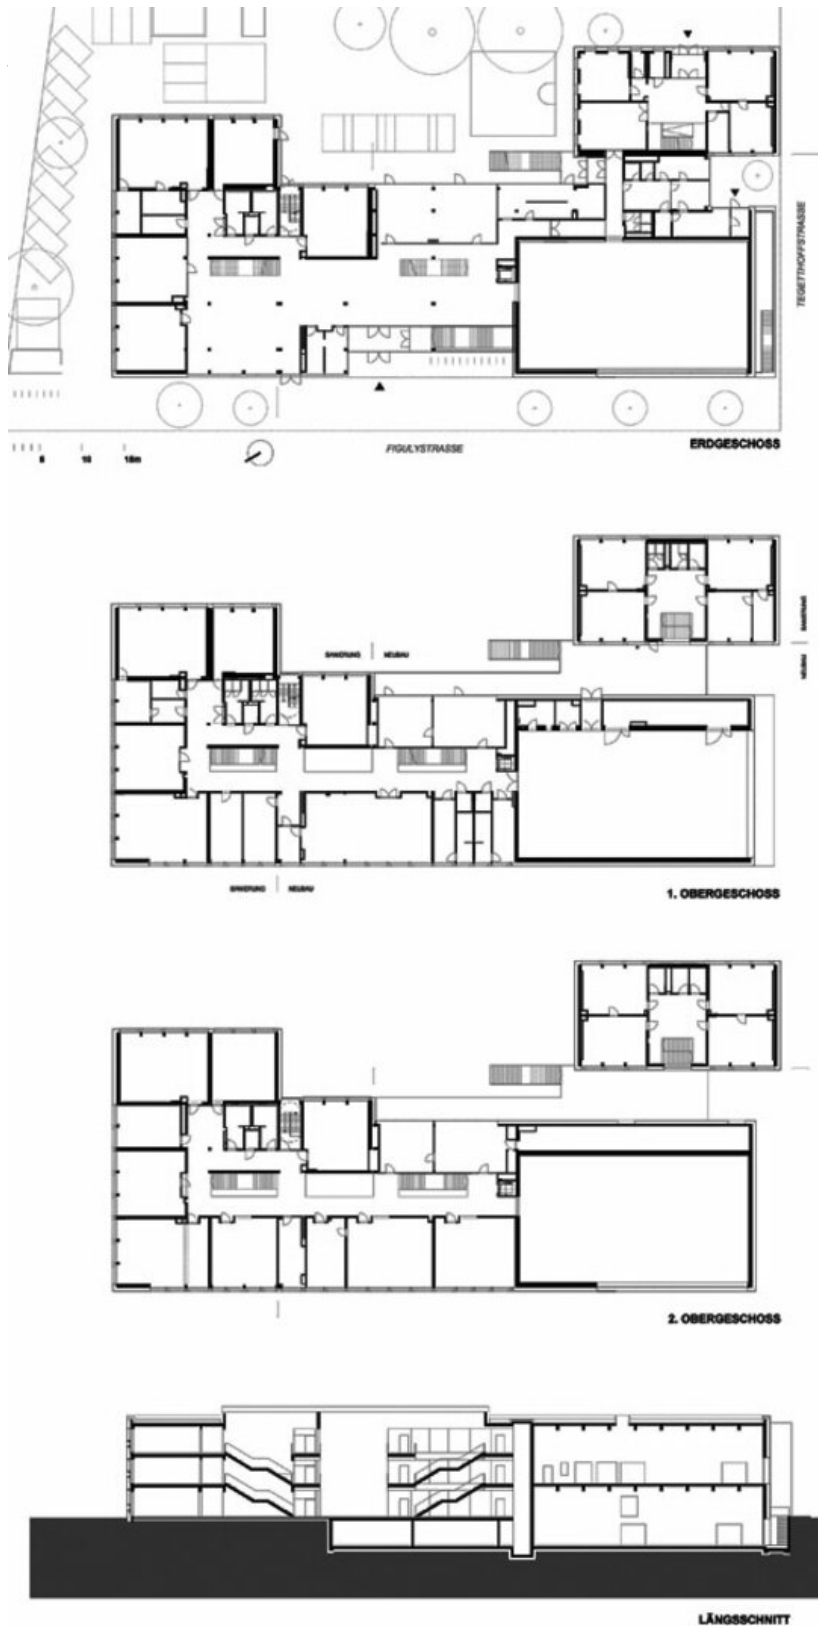 TEGETTHOFFSTRASSE
5 10 15m
FIGULYSTRASSE
ERDGESCHOSS
SANIERUNG
NEUBAU
SANIERUNG NEUBAU
SANIERUNG NEUBAU
1. OBERGESCHOSS
2. OBERGESCHOSS
LÄNGSSCHNITT